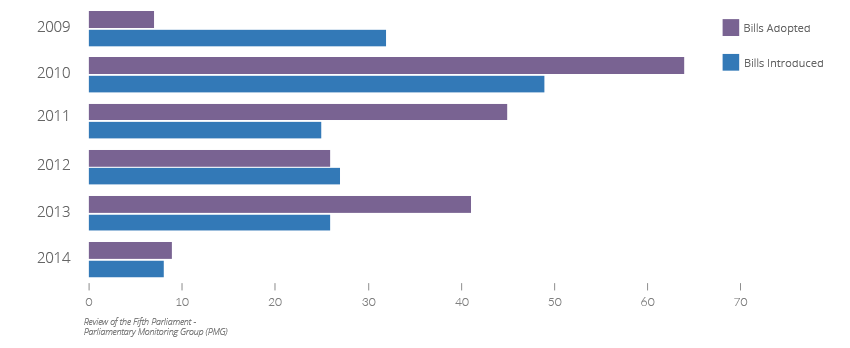 2009
2010
2011
2012
2013
2014
Bills Adopted
Bills Introduced
0 10 20 30 40 50 60 70
Review of the Fifth Parliament -
Parliamentary Monitoring Group (PMG)